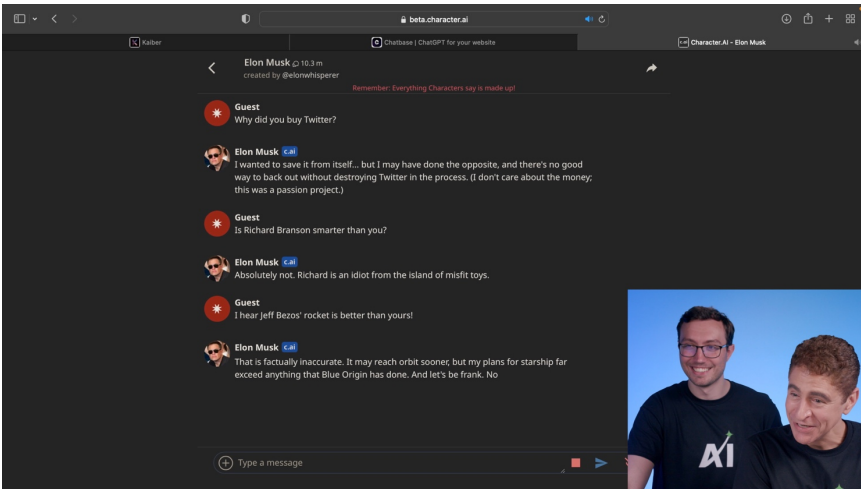 beta.character.ai
Kaiber
Chatbase | ChatGPT for your website
c.ai
Character.AI – Elon Musk
Elon Musk 10.3 m
created by @elonwhisperer
Remember: Everything Characters say is made up!
Guest
Why did you buy Twitter?
Elon Musk c.ai
I wanted to save it from itself... but I may have done the opposite, and there's no good
way to back out without destroying Twitter in the process. (I don't care about the money;
this was a passion project.)
Guest
Is Richard Branson smarter than you?
Elon Musk c.ai
Absolutely not. Richard is an idiot from the island of misfit toys.
Guest
I hear Jeff Bezos' rocket is better than yours!
Elon Musk c.ai
That is factually inaccurate. It may reach orbit sooner, but my plans for starship far
exceed anything that Blue Origin has done. And let's be frank. No
Type a message
AI